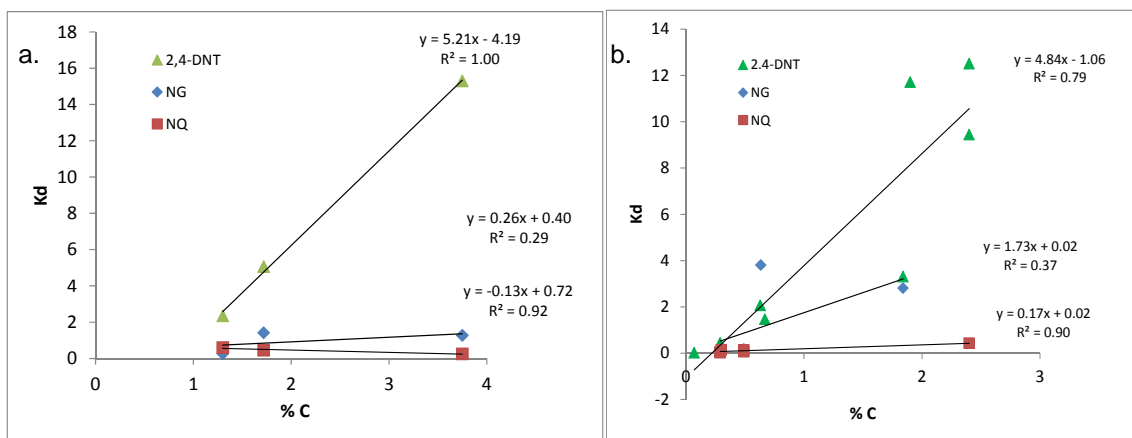 a.
18
16
14
12
10
8
6
4
2
0
Kd
2,4-DNT
NG
NQ
y = 5.21x - 4.19
R² = 1.00
y = 0.26x + 0.40
R² = 0.29
y = -0.13x + 0.72
R² = 0.92
0 1 2 3 4
% C
b.
14
12
10
8
6
4
2
0
-2
Kd
2.4-DNT
NG
NQ
y = 4.84x - 1.06
R² = 0.79
y = 1.73x + 0.02
R² = 0.37
y = 0.17x + 0.02
R² = 0.90
0 1 2 3
% C